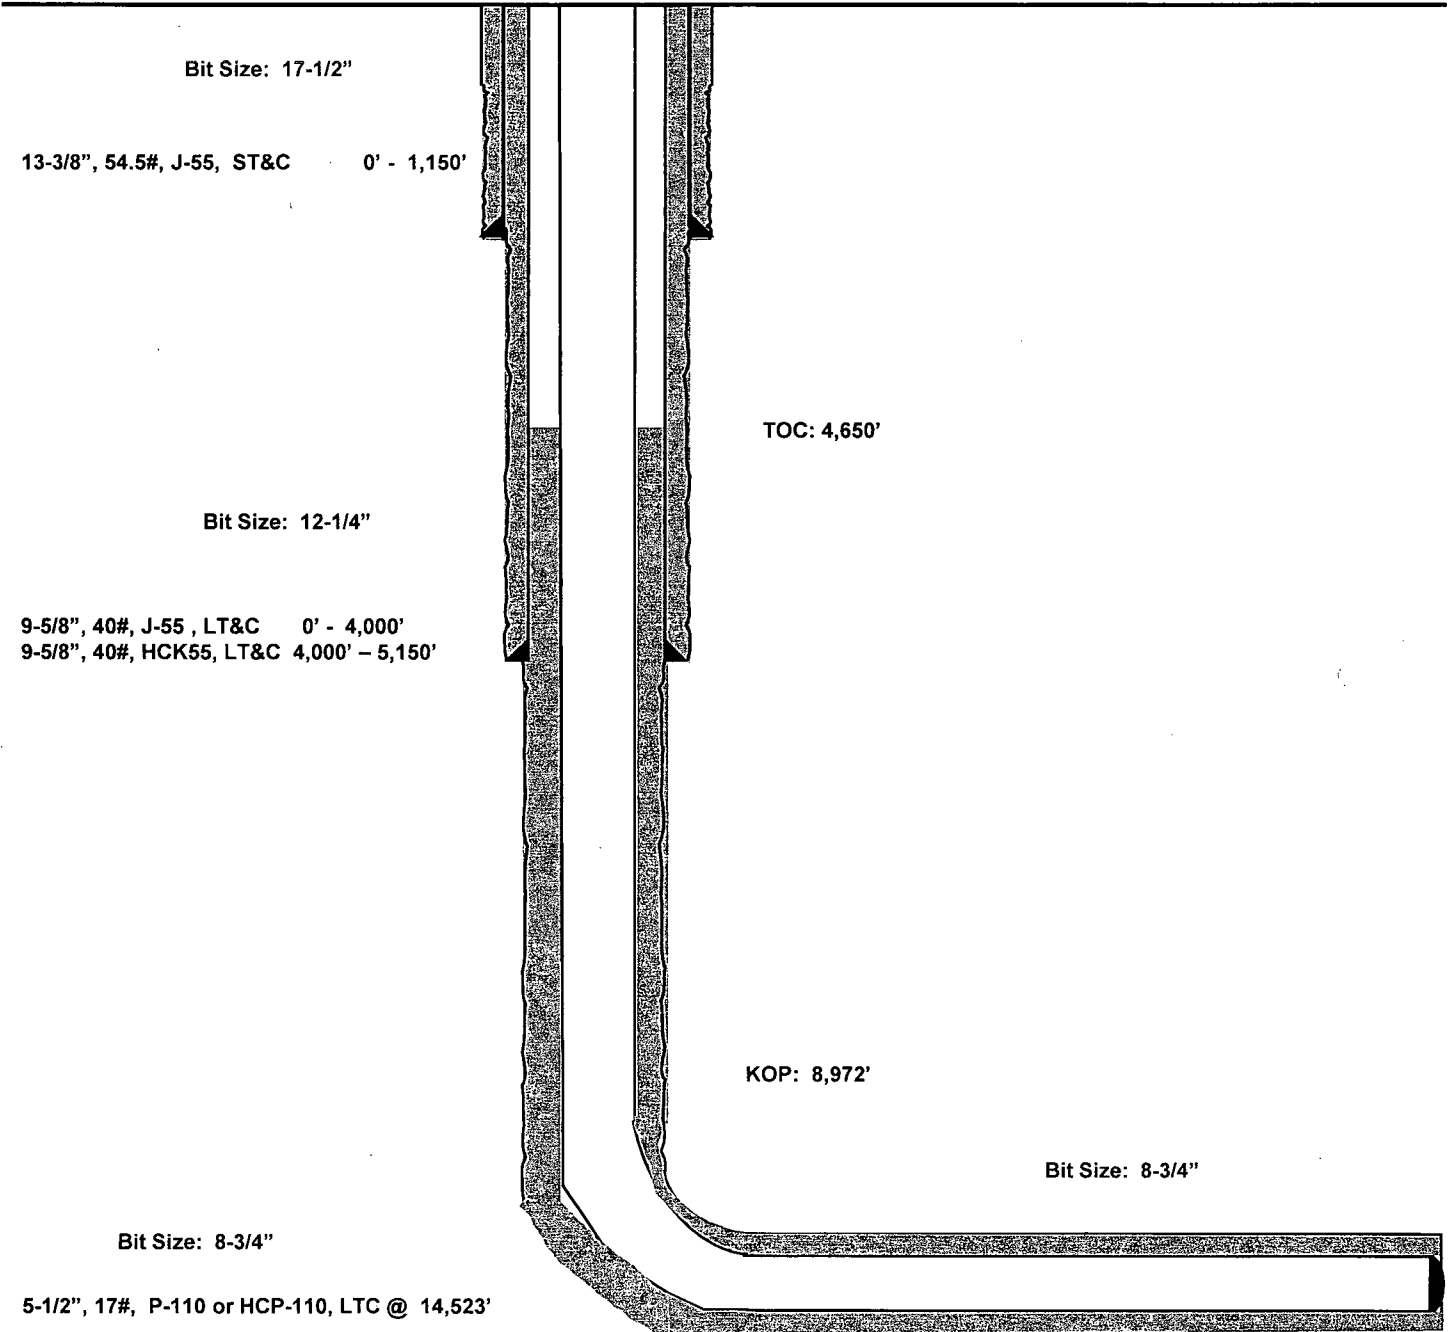 Bit Size: 17-1/2”
13-3/8”, 54.5#, J-55, ST&C 0’ - 1,150’
TOC: 4,650’
Bit Size: 12-1/4”
9-5/8”, 40#, J-55 , LT&C 0’ - 4,000’
9-5/8”, 40#, HCK55, LT&C 4,000’ – 5,150’
KOP: 8,972’
Bit Size: 8-3/4”
Bit Size: 8-3/4”
5-1/2”, 17#, P-110 or HCP-110, LTC @ 14,523’